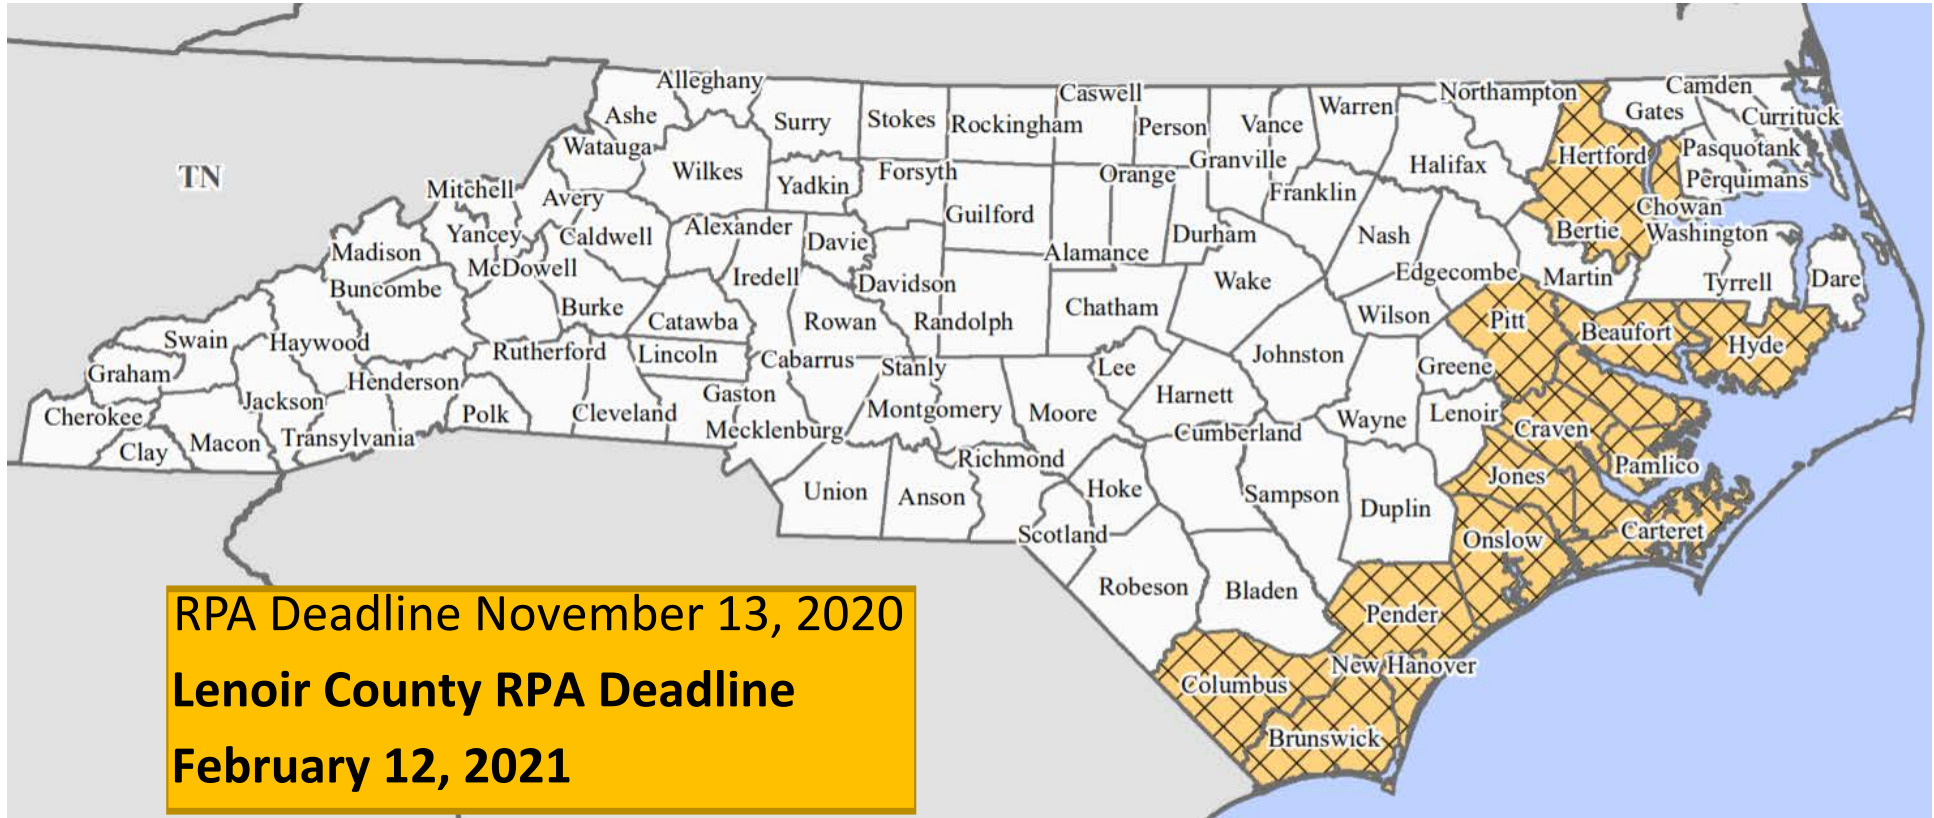 Alleghany
Caswell
Northampton
Camden
Ashe
Surry
Stokes
Rockingham
Person
Vance
Warren
Gates
Currituck
Watauga
Wilkes
Yadkin
Forsyth
Orange
Granville
Franklin
Halifax
Hertford
Pasquotank
Perquimans
TN
Mitchell
Avery
Alexander
Guilford
Durham
Nash
Chowan
Bertie
Washington
Yancey
Caldwell
Davie
Madison
McDowell
Iredell
Davidson
Alamance
Wake
Edgecombe
Martin
Tyrrell
Dare
Buncombe
Burke
Catawba
Rowan
Randolph
Chatham
Wilson
Pitt
Beaufort
Hyde
Swain
Haywood
Rutherford
Lincoln
Cabarrus
Stanly
Lee
Johnston
Greene
Graham
Henderson
Jackson
Gaston
Harnett
Cherokee
Polk
Cleveland
Montgomery
Moore
Wayne
Lenoir
Clay
Macon
Transylvania
Mecklenburg
Cumberland
Craven
Richmond
Pamlico
Union
Anson
Hoke
Sampson
Duplin
Jones
Scotland
Onslow
Carteret
Robeson
Bladen
Pender
New Hanover
Columbus
Brunswick
RPA Deadline November 13, 2020
Lenoir County RPA Deadline
February 12, 2021